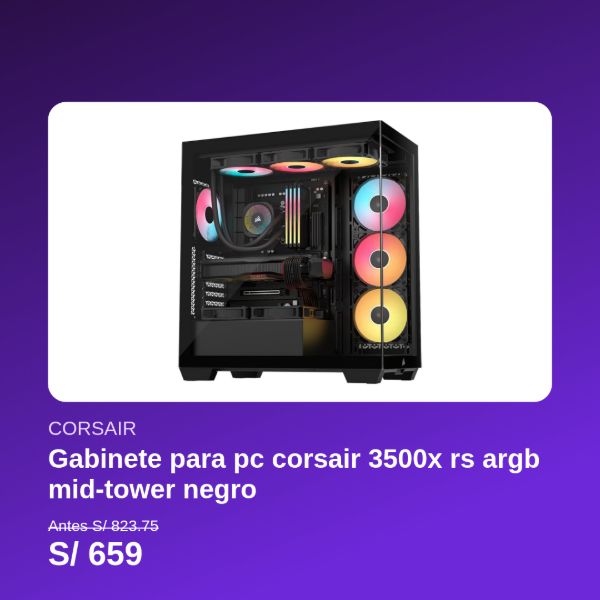 CORSAIR
Gabinete para pc corsair 3500x rs argb
mid-tower negro
Antes S/ 823.75
S/ 659